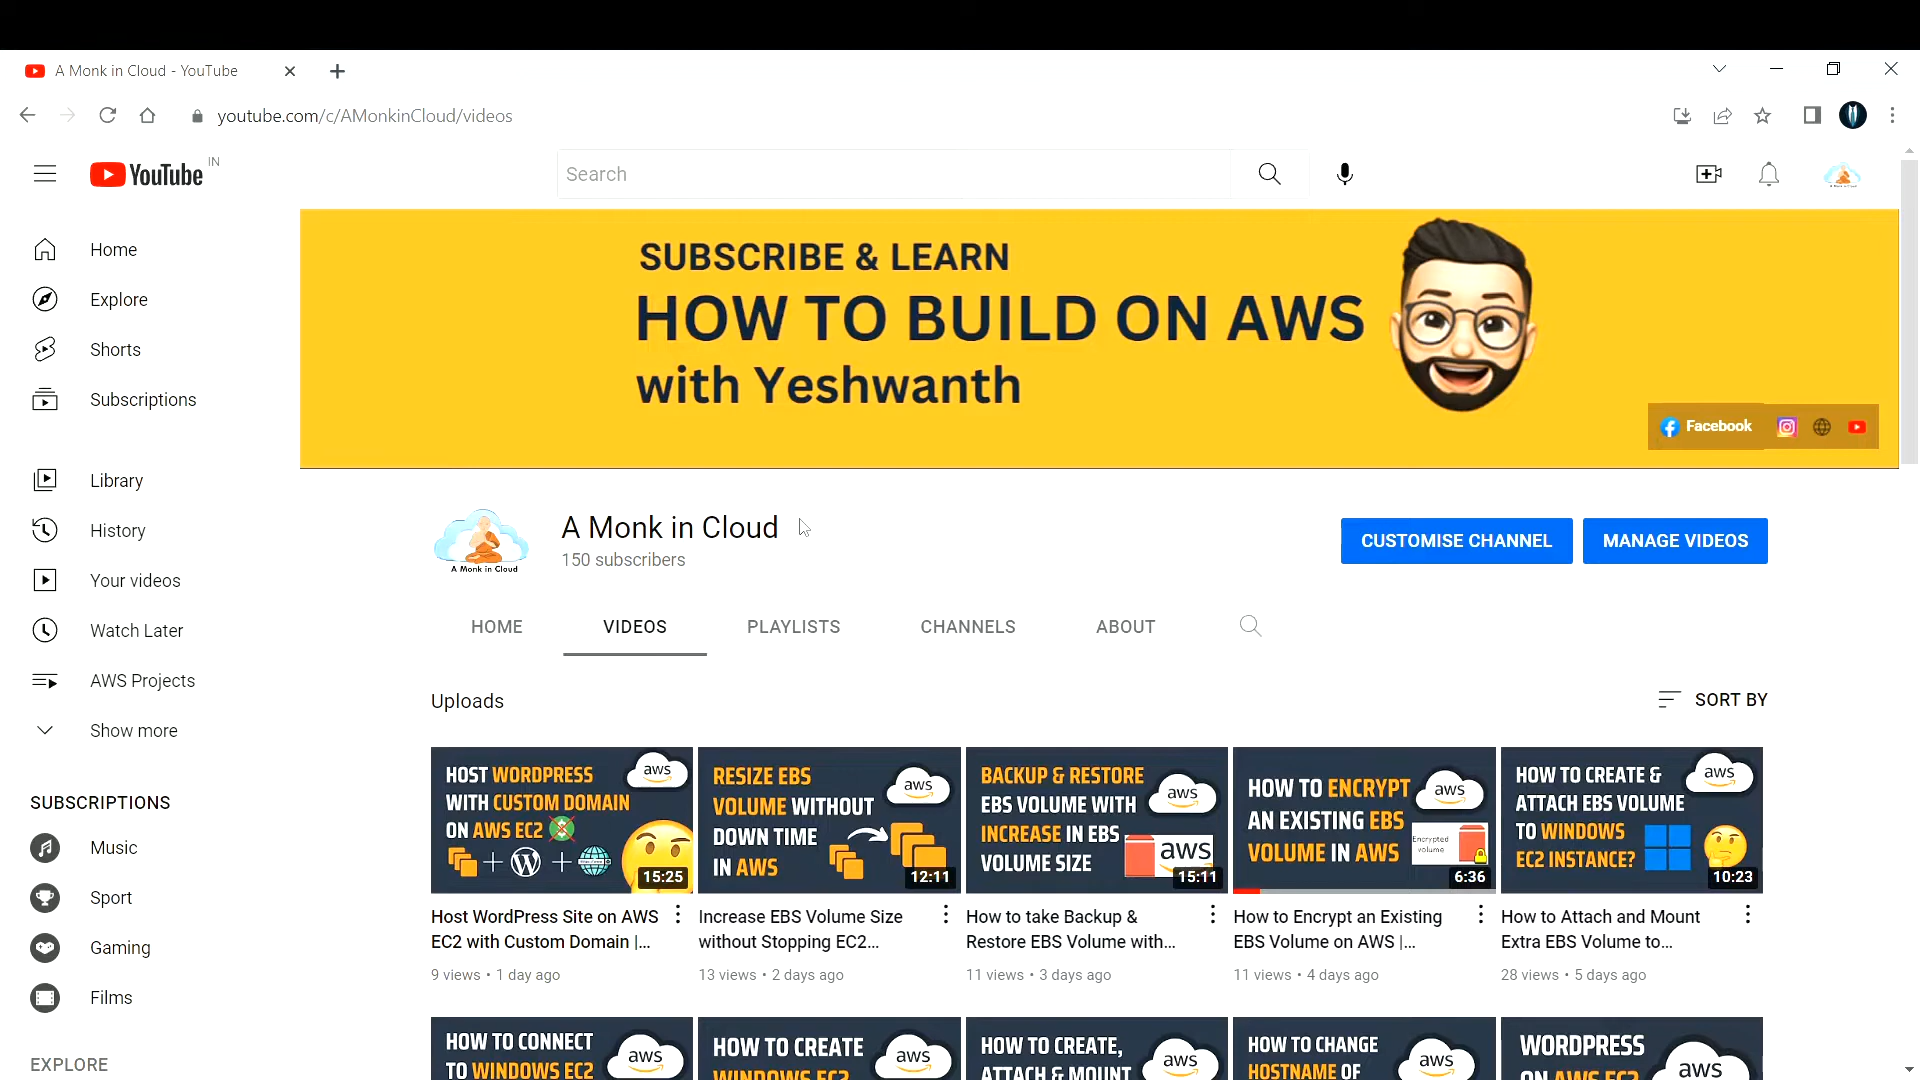 A Monk in Cloud - YouTube
youtube.com/c/AMonkinCloud/videos
YouTube IN
Search
Home
Explore
Shorts
Subscriptions
Library
History
Your videos
Watch Later
AWS Projects
Show more
SUBSCRIPTIONS
Music
Sport
Gaming
Films
EXPLORE
SUBSCRIBE & LEARN
HOW TO BUILD ON AWS
with Yeshwanth
Facebook
A Monk in Cloud
A Monk in Cloud
150 subscribers
CUSTOMISE CHANNEL
MANAGE VIDEOS
HOME
VIDEOS
PLAYLISTS
CHANNELS
ABOUT
Uploads
SORT BY
HOST WORDPRESS
WITH CUSTOM DOMAIN
ON AWS EC2
aws
15:25
Host WordPress Site on AWS
EC2 with Custom Domain |...
9 views • 1 day ago
RESIZE EBS
VOLUME WITHOUT
DOWN TIME
IN AWS
aws
12:11
Increase EBS Volume Size
without Stopping EC2...
13 views • 2 days ago
BACKUP & RESTORE
EBS VOLUME WITH
INCREASE IN EBS
VOLUME SIZE
aws
aws
15:11
How to take Backup &
Restore EBS Volume with...
11 views • 3 days ago
HOW TO ENCRYPT
AN EXISTING EBS
VOLUME IN AWS
aws
Encrypted
volume
6:36
How to Encrypt an Existing
EBS Volume on AWS |...
11 views • 4 days ago
HOW TO CREATE &
ATTACH EBS VOLUME
TO WINDOWS
EC2 INSTANCE?
aws
10:23
How to Attach and Mount
Extra EBS Volume to...
28 views • 5 days ago
HOW TO CONNECT
TO WINDOWS EC2
aws
HOW TO CREATE
WINDOWS EC2
aws
HOW TO CREATE,
ATTACH & MOUNT
aws
HOW TO CHANGE
HOSTNAME OF
aws
WORDPRESS
ON AWS EC2
aws